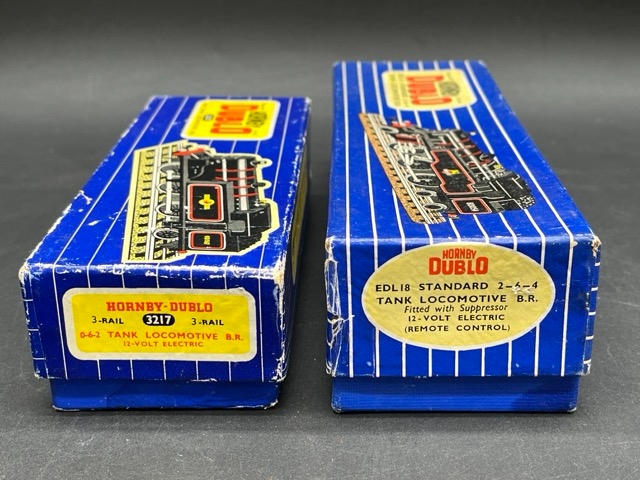 HORNBY
DUBLO
HORNBY
DUBLO
HORNBY-DUBLO
3-RAIL 3217 3-RAIL
0-6-2 TANK LOCOMOTIVE B.R.
12-VOLT ELECTRIC
HORNBY
DUBLO
EDL18 STANDARD 2-6-4
TANK LOCOMOTIVE B.R.
Fitted with Suppressor
12-VOLT ELECTRIC
(REMOTE CONTROL)